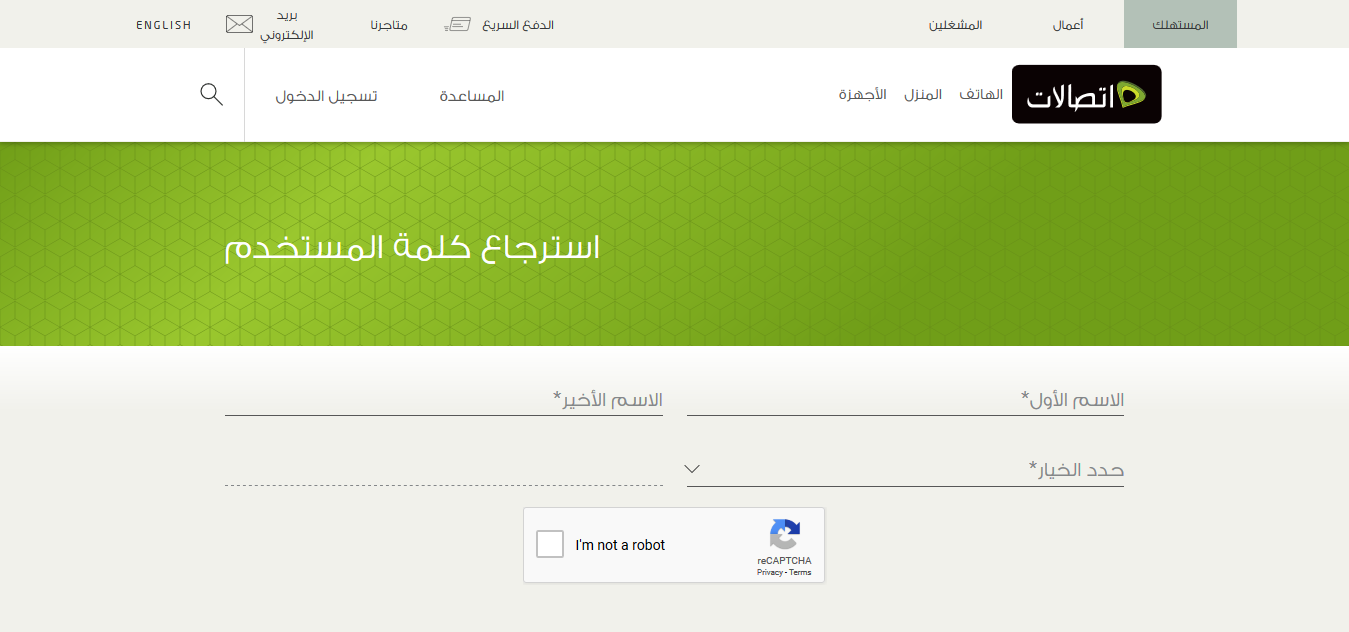 المستهلك
أعمال
المشغلين
الدفع السريع
متاجرنا
بريد
الإلكتروني
ENGLISH
اتصالات
الهاتف
المنزل
الأجهزة
المساعدة
تسجيل الدخول
استرجاع كلمة المستخدم
الاسم الأول*
الاسم الأخير*
حدد الخيار*
I'm not a robot
reCAPTCHA
Privacy - Terms